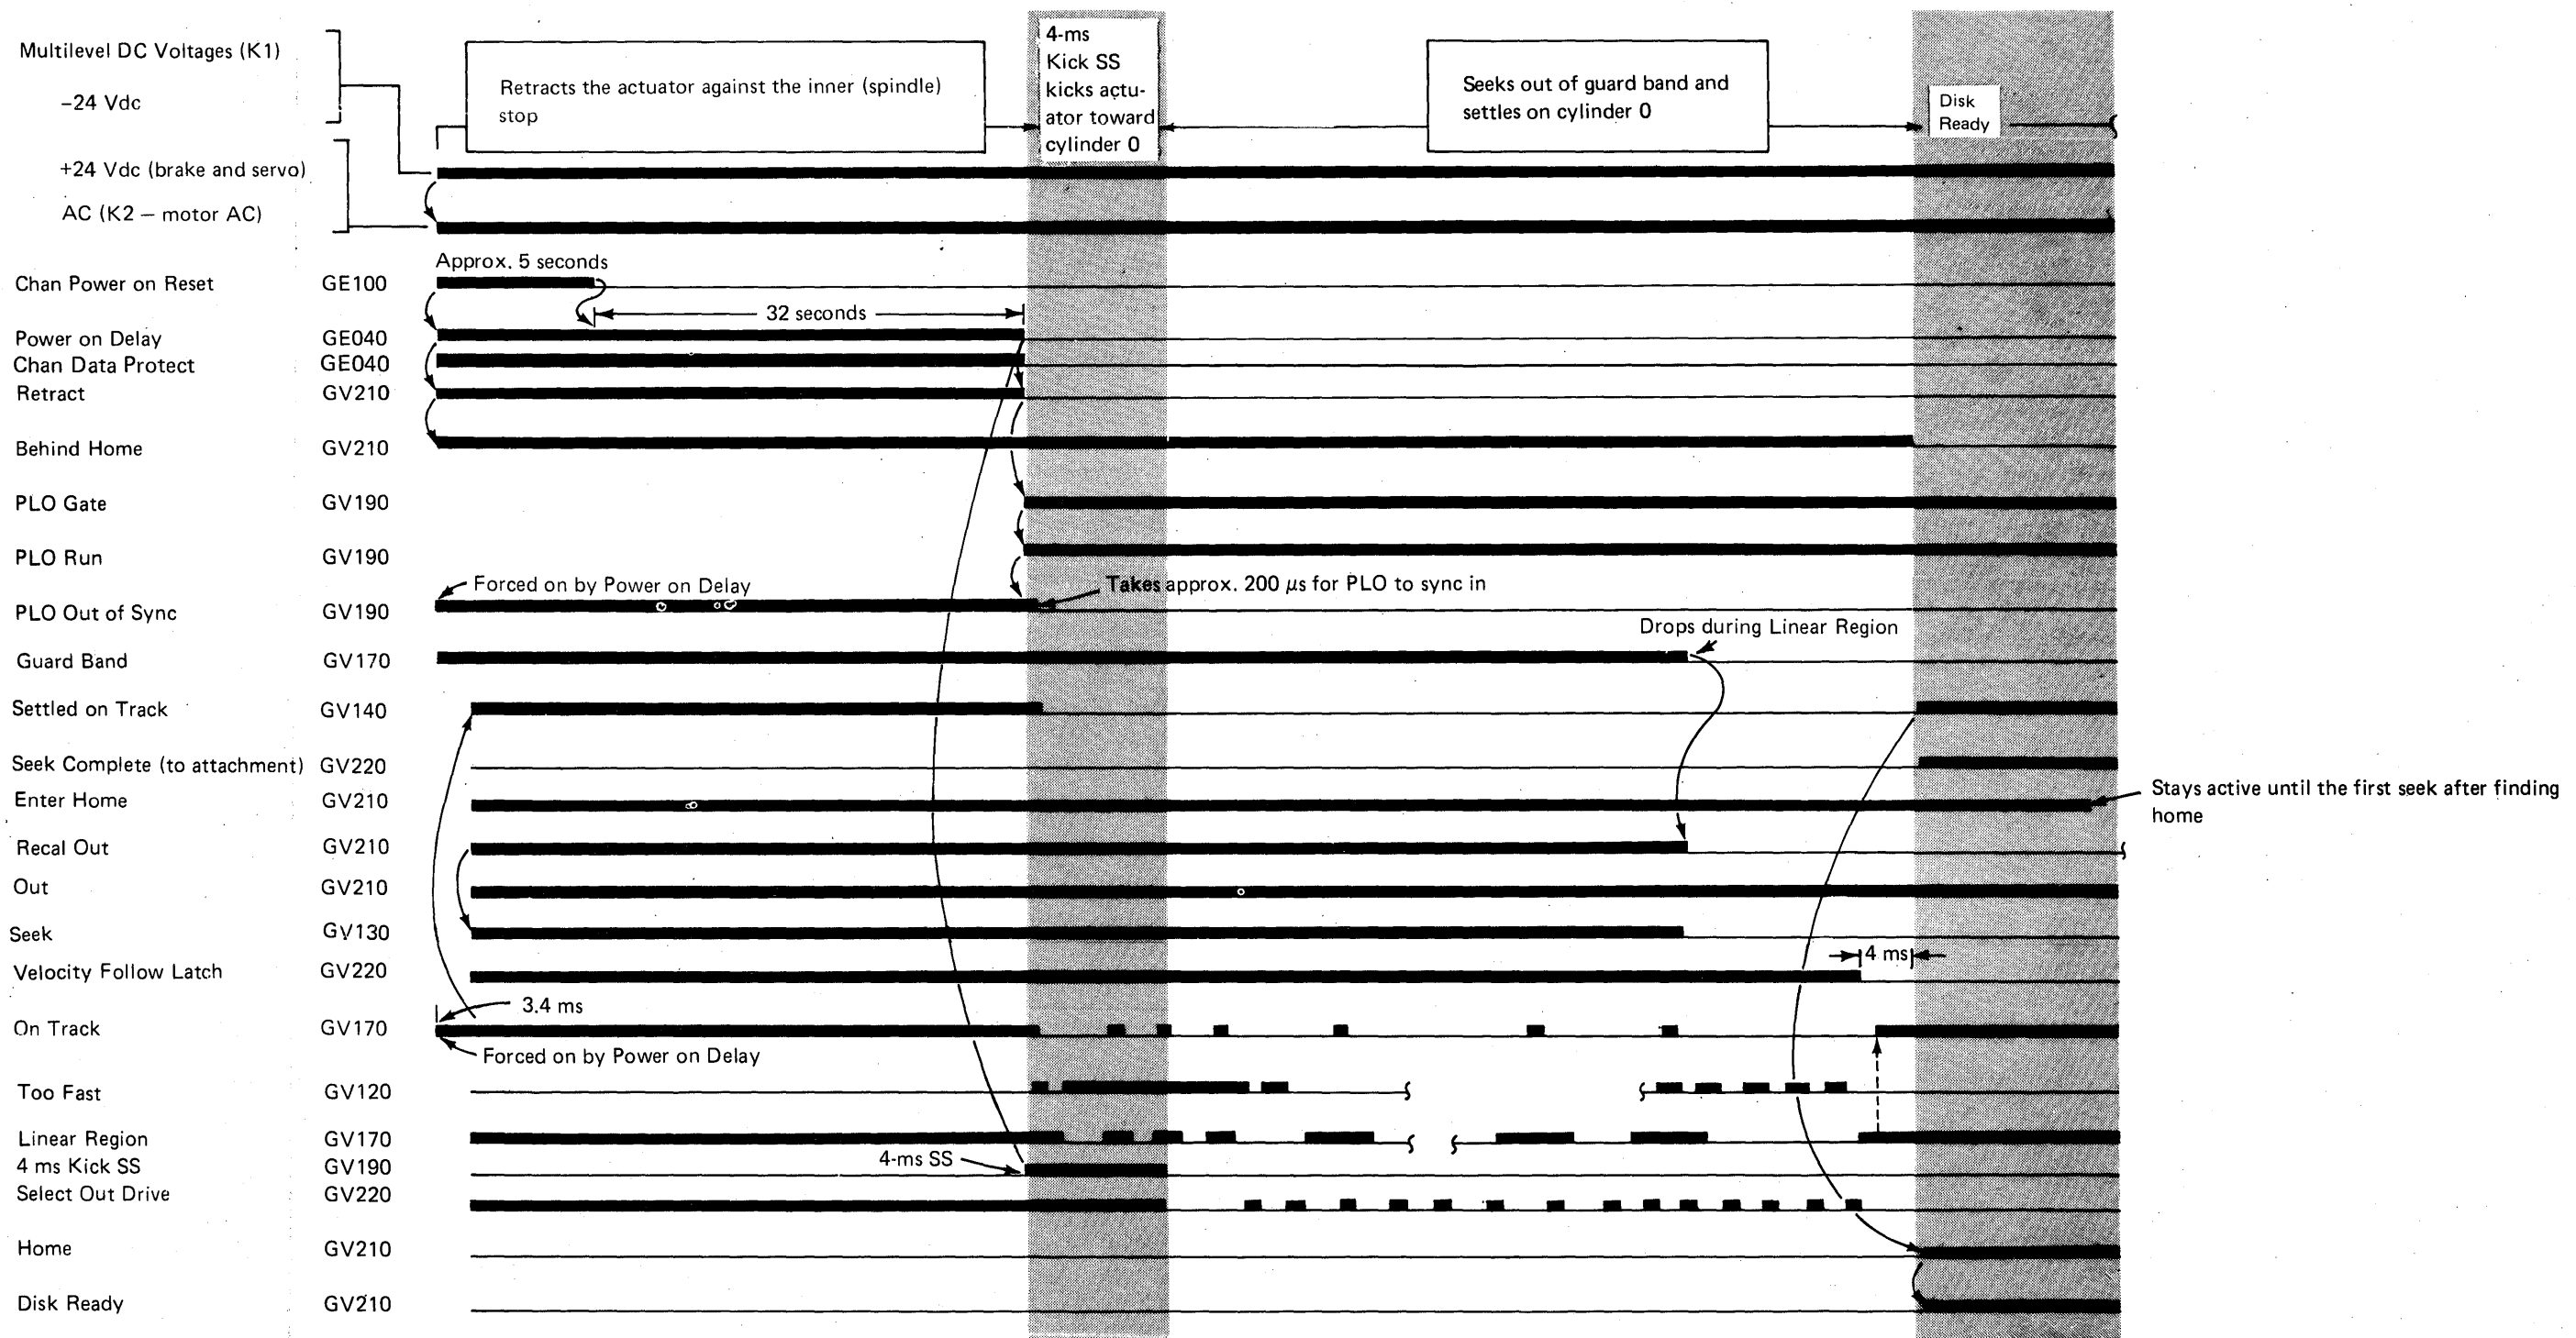 Multilevel DC Voltages (K1)
−24 Vdc
+24 Vdc (brake and servo)
AC (K2 — motor AC)
Retracts the actuator against the inner (spindle)
stop
4-ms
Kick SS
kicks actu-
ator toward
cylinder 0
Seeks out of guard band and
settles on cylinder 0
Disk
Ready
Approx. 5 seconds
Chan Power on Reset GE100
32 seconds
Power on Delay GE040
Chan Data Protect GE040
Retract GV210
Behind Home GV210
PLO Gate GV190
PLO Run GV190
Forced on by Power on Delay
Takes approx. 200 μs for PLO to sync in
PLO Out of Sync GV190
Drops during Linear Region
Guard Band GV170
Settled on Track GV140
Seek Complete (to attachment) GV220
Stays active until the first seek after finding
home
Enter Home GV210
Recal Out GV210
Out GV210
Seek GV130
4 ms
Velocity Follow Latch GV220
3.4 ms
On Track GV170
Forced on by Power on Delay
Too Fast GV120
Linear Region GV170
4-ms SS
4 ms Kick SS GV190
Select Out Drive GV220
Home GV210
Disk Ready GV210